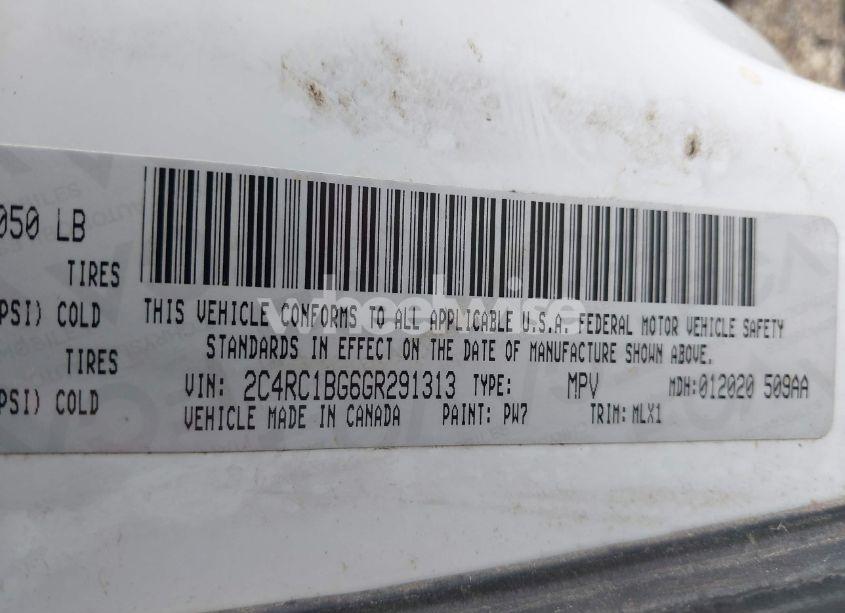 050 LB
TIRES
PSI) COLD
TIRES
PSI) COLD
THIS VEHICLE CONFORMS TO ALL APPLICABLE U.S.A. FEDERAL MOTOR VEHICLE SAFETY
STANDARDS IN EFFECT ON THE DATE OF MANUFACTURE SHOWN ABOVE.
VIN: 2C4RC1BG6GR291313 TYPE: MPV MDH:012020 509AA
VEHICLE MADE IN CANADA PAINT: PW7 TRIM: MLX1
wheelwise